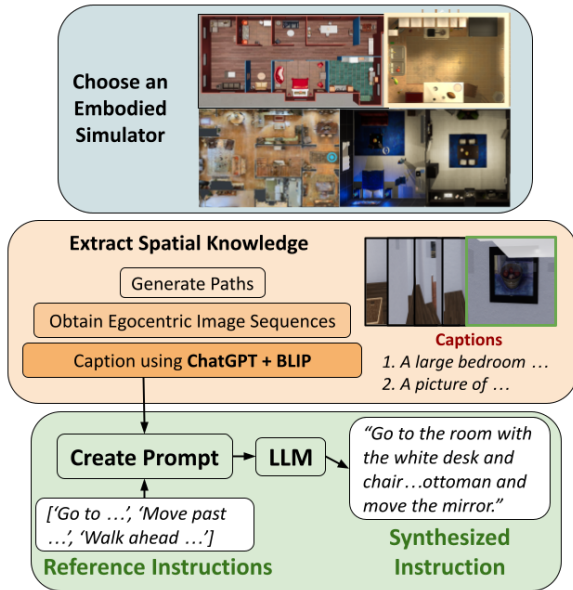 Choose an
Embodied
Simulator
Extract Spatial Knowledge
Generate Paths
Obtain Egocentric Image Sequences
Caption using ChatGPT + BLIP
Captions
1. A large bedroom …
2. A picture of …
Create Prompt
LLM
“Go to the room with
the white desk and
chair…ottoman and
move the mirror.”
[‘Go to …’, ‘Move past
…’, ‘Walk ahead …’]
Reference Instructions
Synthesized
Instruction